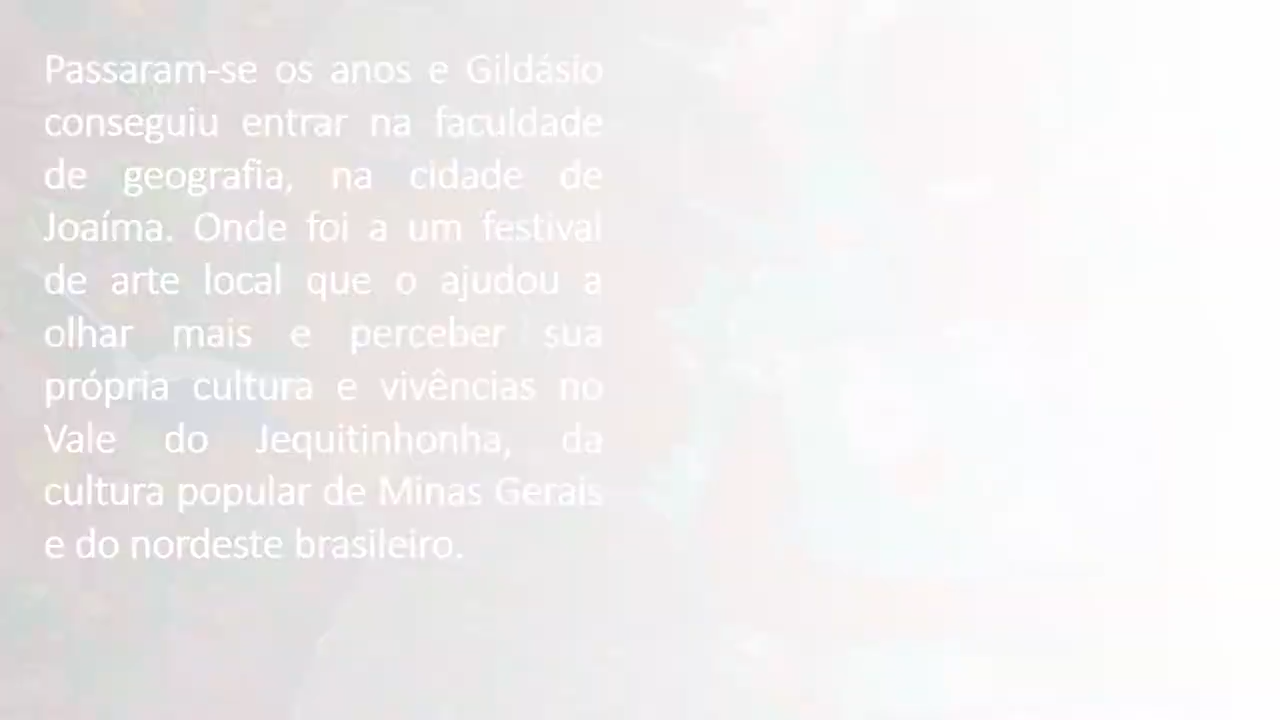 Passaram-se os anos e Gildásio
conseguiu entrar na faculdade
de geografia, na cidade de
Joaíma. Onde foi a um festival
de arte local que o ajudou a
olhar mais e perceber sua
própria cultura e vivências no
Vale do Jequitinhonha, da
cultura popular de Minas Gerais
e do nordeste brasileiro.